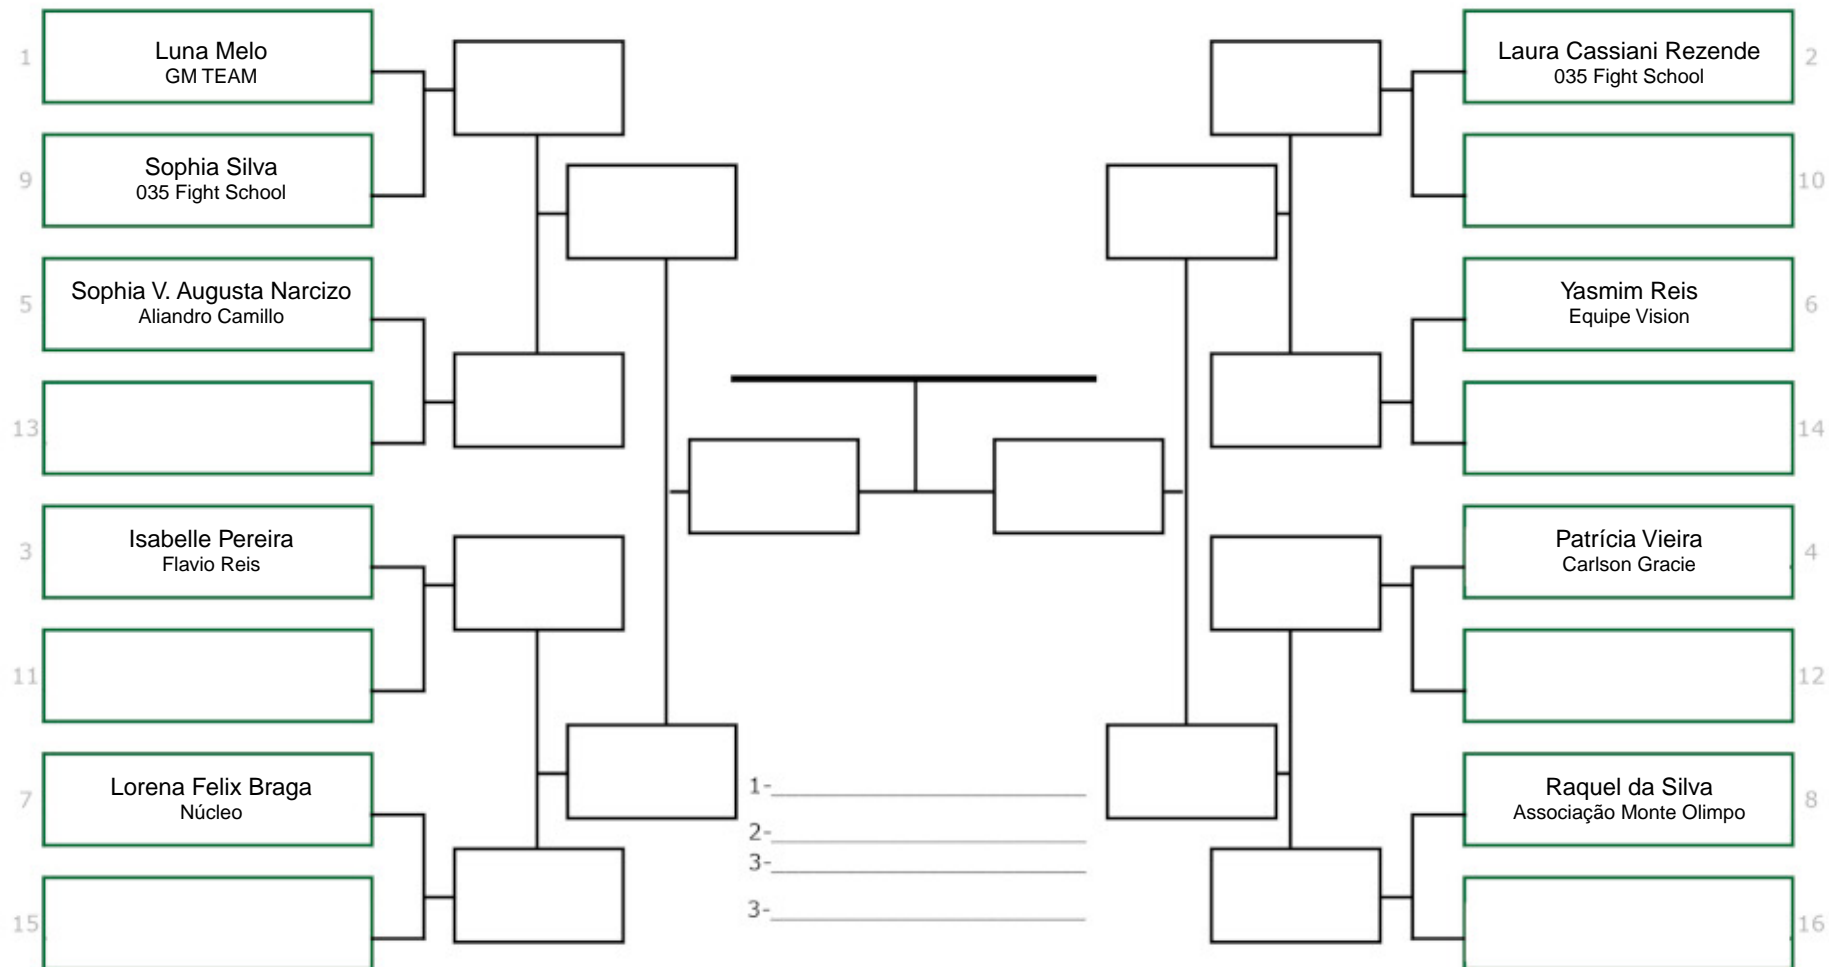 1
Luna Melo
GM TEAM
9
Sophia Silva
035 Fight School
5
Sophia V. Augusta Narcizo
Aliandro Camillo
13
3
Isabelle Pereira
Flavio Reis
11
7
Lorena Felix Braga
Núcleo
15
1-
2-
3-
3-
Laura Cassiani Rezende
035 Fight School
2
10
Yasmim Reis
Equipe Vision
6
14
Patrícia Vieira
Carlson Gracie
4
12
Raquel da Silva
Associação Monte Olimpo
8
16